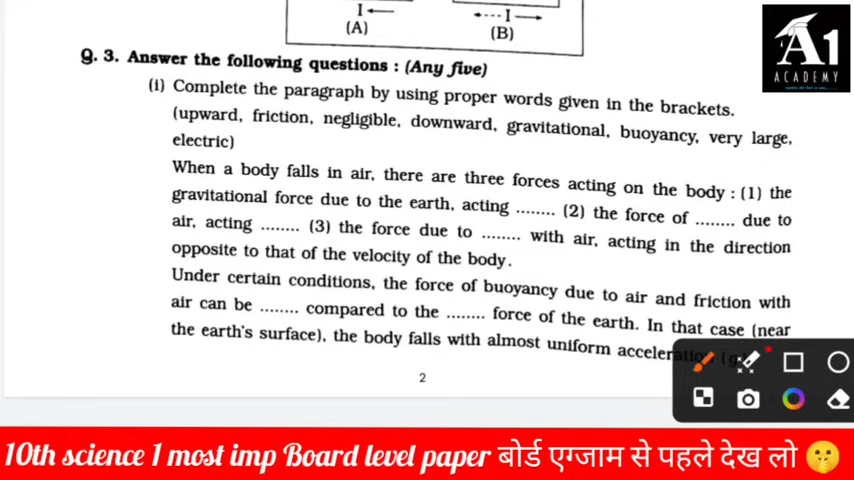 I
(A)
I
(B)
A1
ACADEMY
Q. 3. Answer the following questions : (Any five)
(i) Complete the paragraph by using proper words given in the brackets.
(upward, friction, negligible, downward, gravitational, buoyancy, very large,
electric)
When a body falls in air, there are three forces acting on the body : (1) the
gravitational force due to the earth, acting ........ (2) the force of ........ due to
air, acting ........ (3) the force due to ........ with air, acting in the direction
opposite to that of the velocity of the body.
Under certain conditions, the force of buoyancy due to air and friction with
air can be ........ compared to the ........ force of the earth. In that case (near
the earth's surface), the body falls with almost uniform acceleration
2
10th science 1 most imp Board level paper बोर्ड एग्जाम से पहले देख लो 🤫